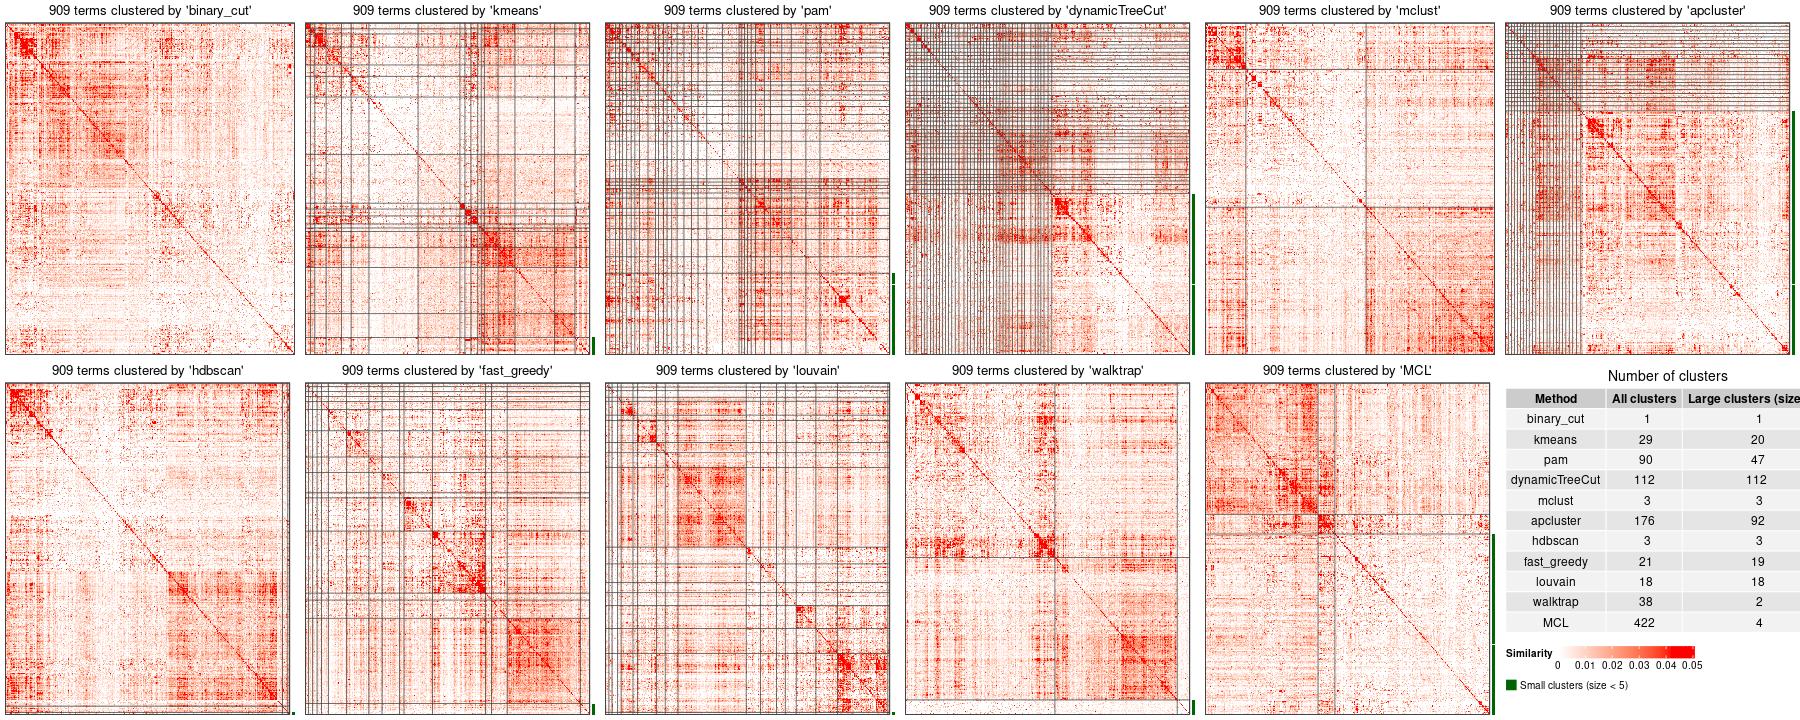 909 terms clustered by 'binary_cut'
909 terms clustered by 'kmeans'
909 terms clustered by 'pam'
909 terms clustered by 'dynamicTreeCut'
909 terms clustered by 'mclust'
909 terms clustered by 'apcluster'
909 terms clustered by 'hdbscan'
909 terms clustered by 'fast_greedy'
909 terms clustered by 'louvain'
909 terms clustered by 'walktrap'
909 terms clustered by 'MCL'
Number of clusters
Method All clusters Large clusters (size
binary_cut 1 1
kmeans 29 20
pam 90 47
dynamicTreeCut 112 112
mclust 3 3
apcluster 176 92
hdbscan 3 3
fast_greedy 21 19
louvain 18 18
walktrap 38 2
MCL 422 4
Similarity
0 0.01 0.02 0.03 0.04 0.05
Small clusters (size < 5)